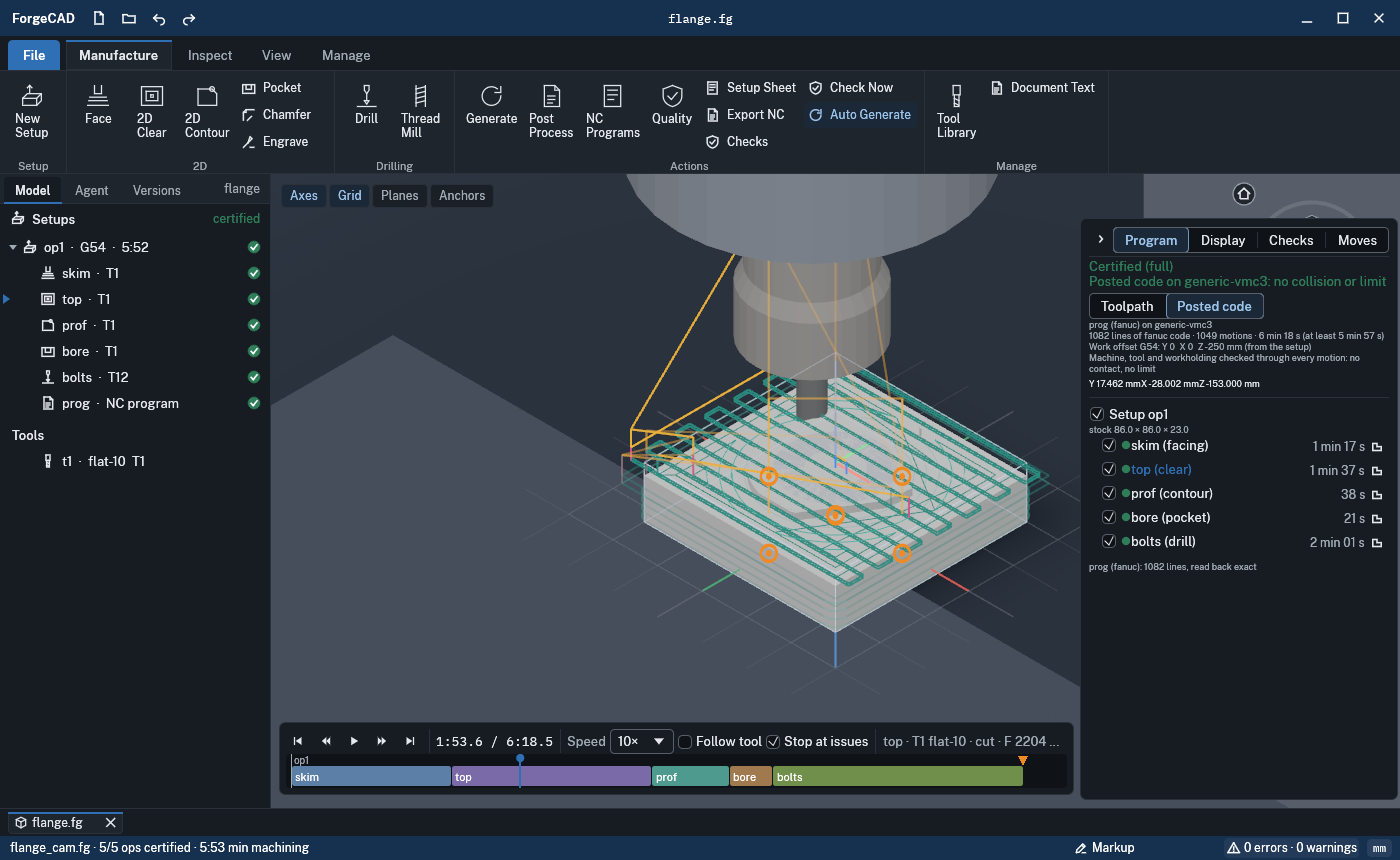 ForgeCAD
flange.fg
File
Manufacture
Inspect
View
Manage
New Setup
Face
2D Clear
2D Contour
Pocket
Chamfer
Engrave
Drill
Thread Mill
Generate
Post Process
NC Programs
Quality
Setup Sheet
Export NC
Checks
Check Now
Auto Generate
Tool Library
Document Text
Setup
2D
Drilling
Actions
Manage
Model
Agent
Versions
flange
Setups
certified
op1 · G54 · 5:52
skim · T1
top · T1
prof · T1
bore · T1
bolts · T12
prog · NC program
Tools
t1 · flat-10 T1
Axes
Grid
Planes
Anchors
Program
Display
Checks
Moves
Certified (full)
Posted code on generic-vmc3: no collision or limit
Toolpath
Posted code
prog (fanuc) on generic-vmc3
1082 lines of fanuc code · 1049 motions · 6 min 18 s (at least 5 min 57 s)
Work offset G54: Y 0 X 0 Z -250 mm (from the setup)
Machine, tool and workholding checked through every motion: no
contact, no limit
Y 17.462 mmX -28.002 mmZ -153.000 mm
Setup op1
stock 86.0 × 86.0 × 23.0
skim (facing) 1 min 17 s
top (clear) 1 min 37 s
prof (contour) 38 s
bore (pocket) 21 s
bolts (drill) 2 min 01 s
prog (fanuc): 1082 lines, read back exact
1:53.6 / 6:18.5
Speed
10×
Follow tool
Stop at issues
top · T1 flat-10 · cut · F 2204 ...
op1
skim
top
prof
bore
bolts
flange.fg
flange_cam.fg · 5/5 ops certified · 5:53 min machining
Markup
0 errors · 0 warnings
mm